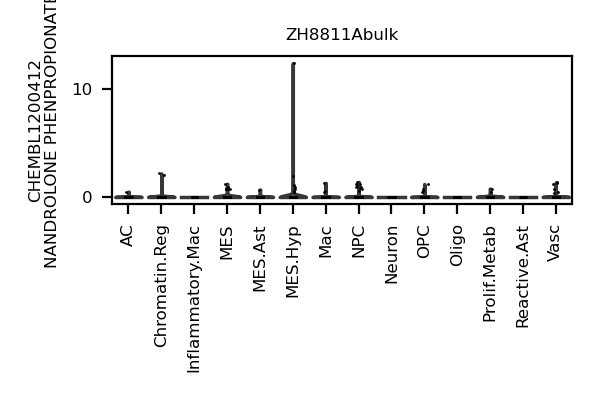 ZH8811Abulk
CHEMBL1200412
NANDROLONE PHENPROPIONATE
10
0
AC
Chromatin.Reg
Inflammatory.Mac
MES
MES.Ast
MES.Hyp
Mac
NPC
Neuron
OPC
Oligo
Prolif.Metab
Reactive.Ast
Vasc